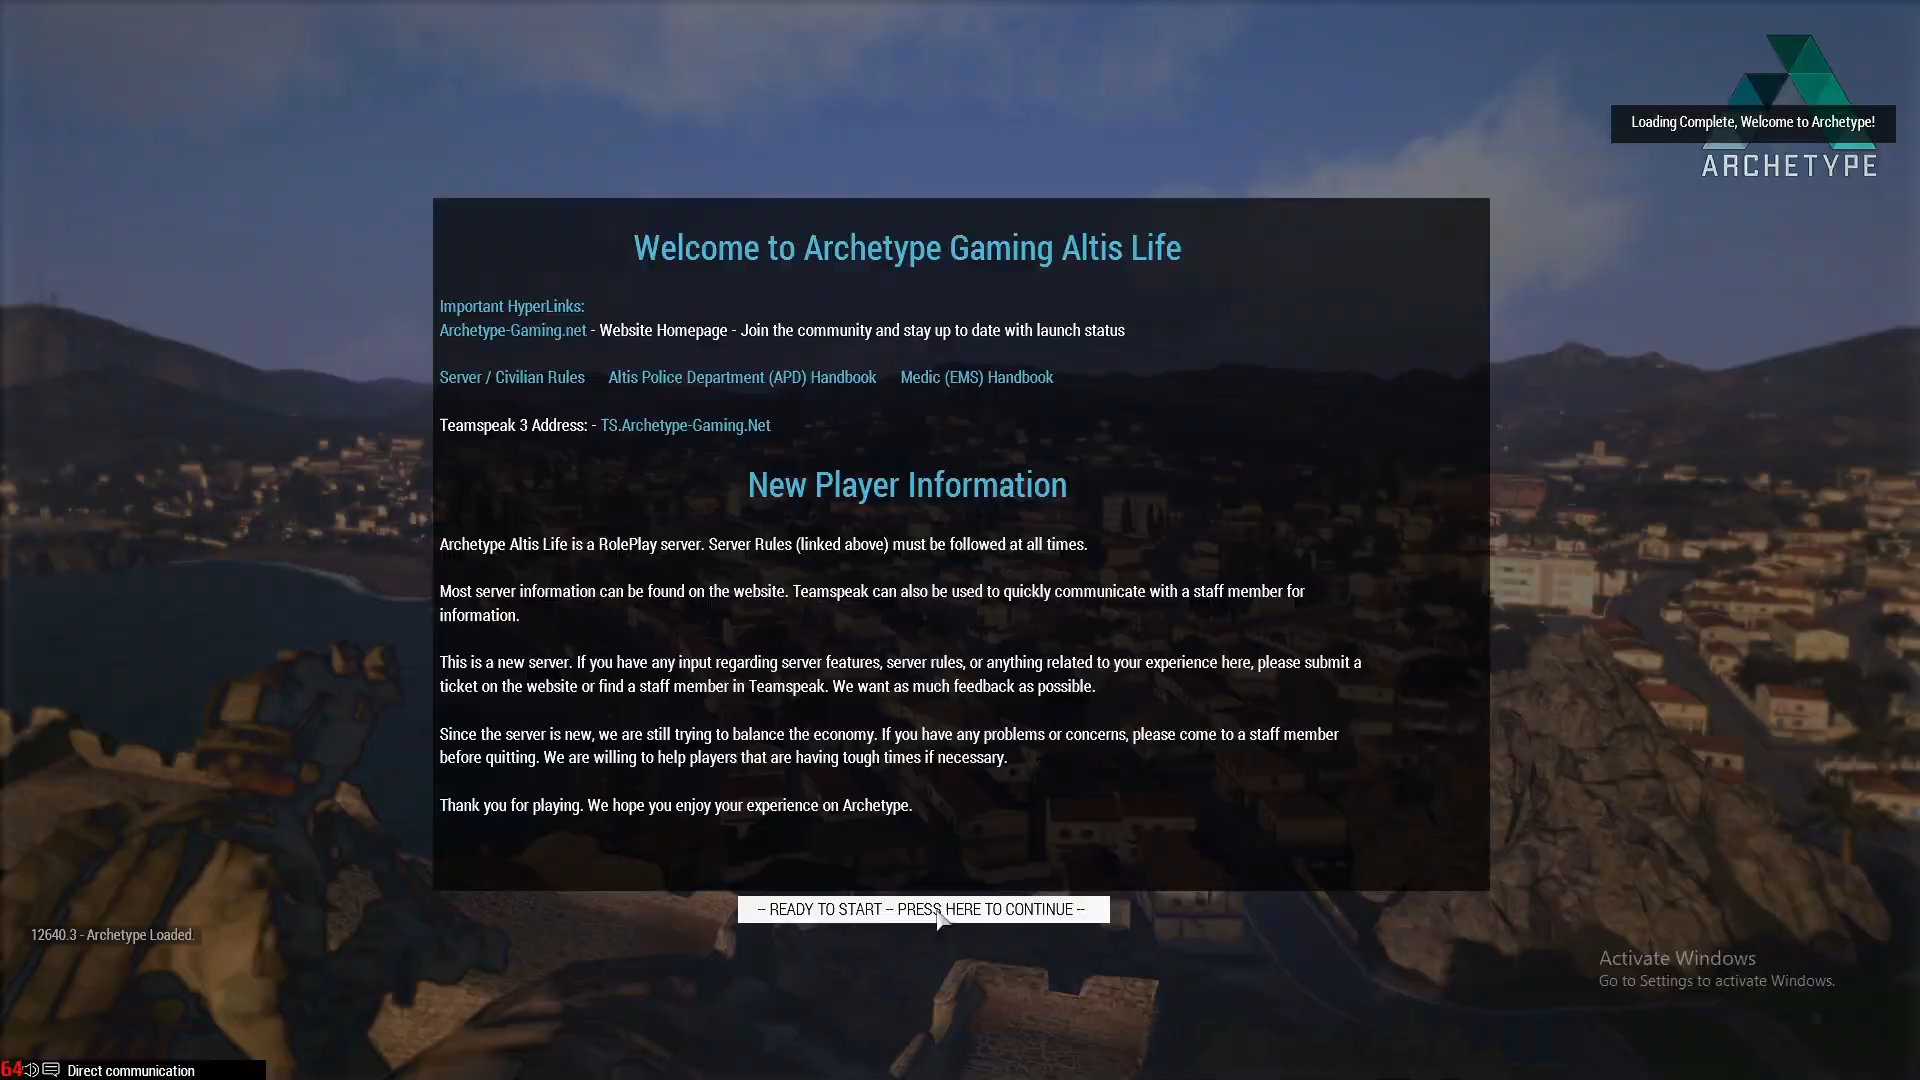 Loading Complete, Welcome to Archetype!
ARCHETYPE
Welcome to Archetype Gaming Altis Life
Important HyperLinks:
Archetype-Gaming.net - Website Homepage - Join the community and stay up to date with launch status
Server / Civilian Rules Altis Police Department (APD) Handbook Medic (EMS) Handbook
Teamspeak 3 Address: - TS.Archetype-Gaming.Net
New Player Information
Archetype Altis Life is a RolePlay server. Server Rules (linked above) must be followed at all times.
Most server information can be found on the website. Teamspeak can also be used to quickly communicate with a staff member for
information.
This is a new server. If you have any input regarding server features, server rules, or anything related to your experience here, please submit a
ticket on the website or find a staff member in Teamspeak. We want as much feedback as possible.
Since the server is new, we are still trying to balance the economy. If you have any problems or concerns, please come to a staff member
before quitting. We are willing to help players that are having tough times if necessary.
Thank you for playing. We hope you enjoy your experience on Archetype.
-- READY TO START -- PRESS HERE TO CONTINUE --
12640.3 - Archetype Loaded.
Activate Windows
Go to Settings to activate Windows.
64 Direct communication